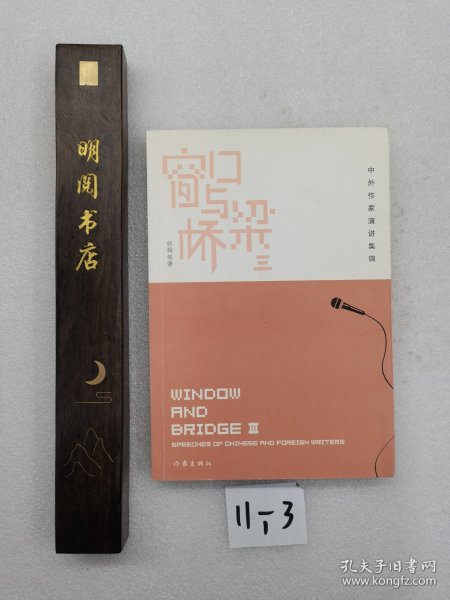 明阅书店
窗口
与
桥梁
三
铁凝 等著
中外作家演讲集锦
WINDOW
AND
BRIDGE III
SPEECHES OF CHINESE AND FOREIGN WRITERS
作家出版社
孔夫子旧书网
www.kongfz.com